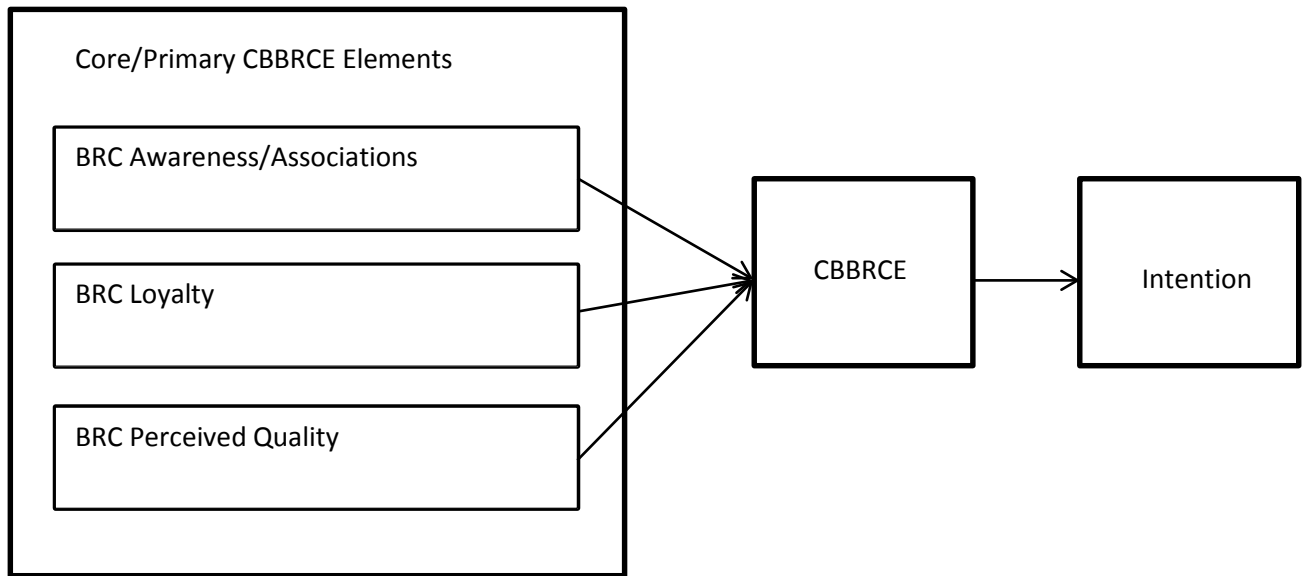 Core/Primary CBBRCE Elements
BRC Awareness/Associations
BRC Loyalty
BRC Perceived Quality
CBBRCE
Intention